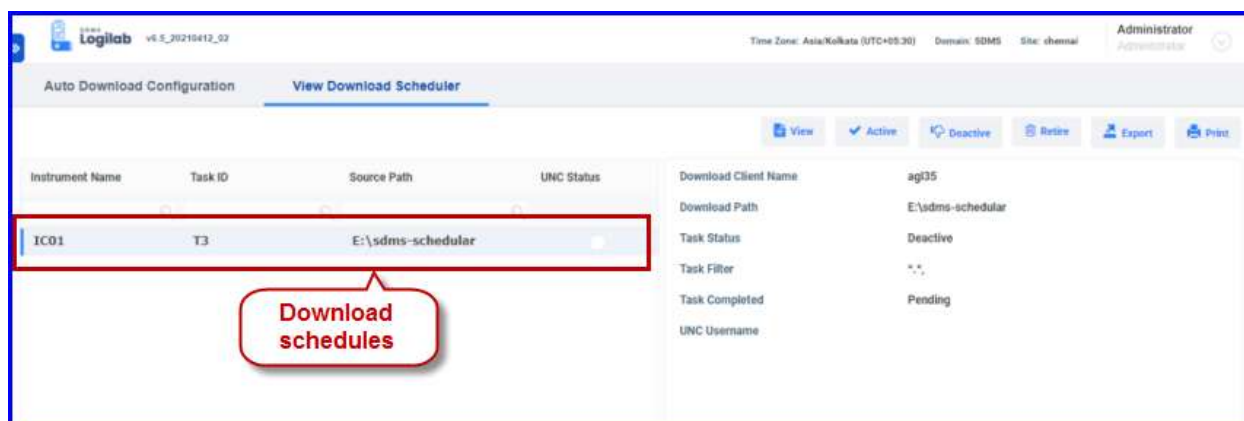 SDMS
Logilab v6.5_20210412_02
Time Zone: Asia/Kolkata (UTC+05:30) Domain: SDMS Site: chennai
Administrator
Administrator
Auto Download Configuration View Download Scheduler
View Active Deactive Retire Export Print
Instrument Name Task ID Source Path UNC Status
IC01 T3 E:\sdms-schedular
Download
schedules
Download Client Name agl35
Download Path E:\sdms-schedular
Task Status Deactive
Task Filter *.*,
Task Completed Pending
UNC Username